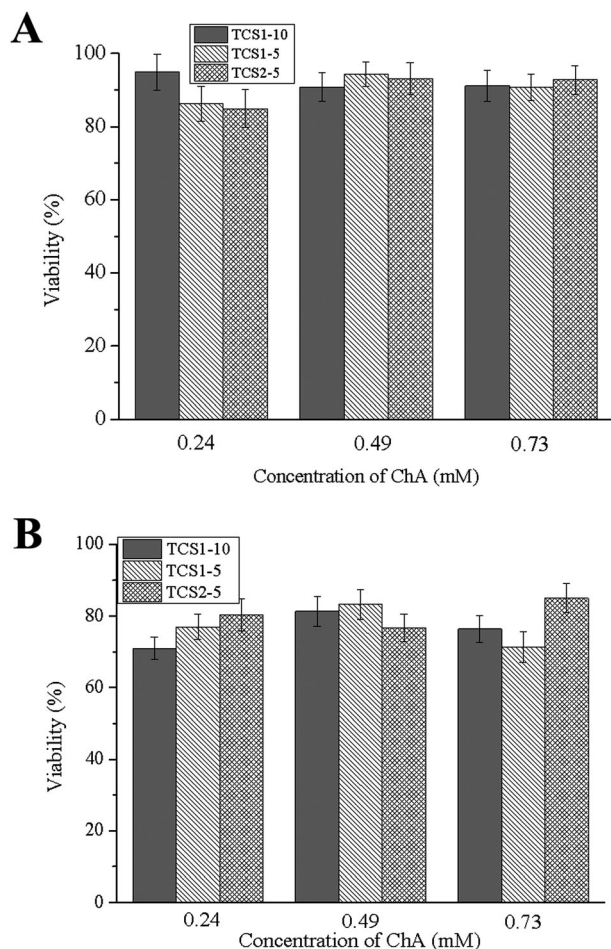 A
TCS1-10
TCS1-5
TCS2-5
100
80
60
40
20
0
Viability (%)
0.24 0.49 0.73
Concentration of ChA (mM)
B
TCS1-10
TCS1-5
TCS2-5
100
80
60
40
20
0
Viability (%)
0.24 0.49 0.73
Concentration of ChA (mM)